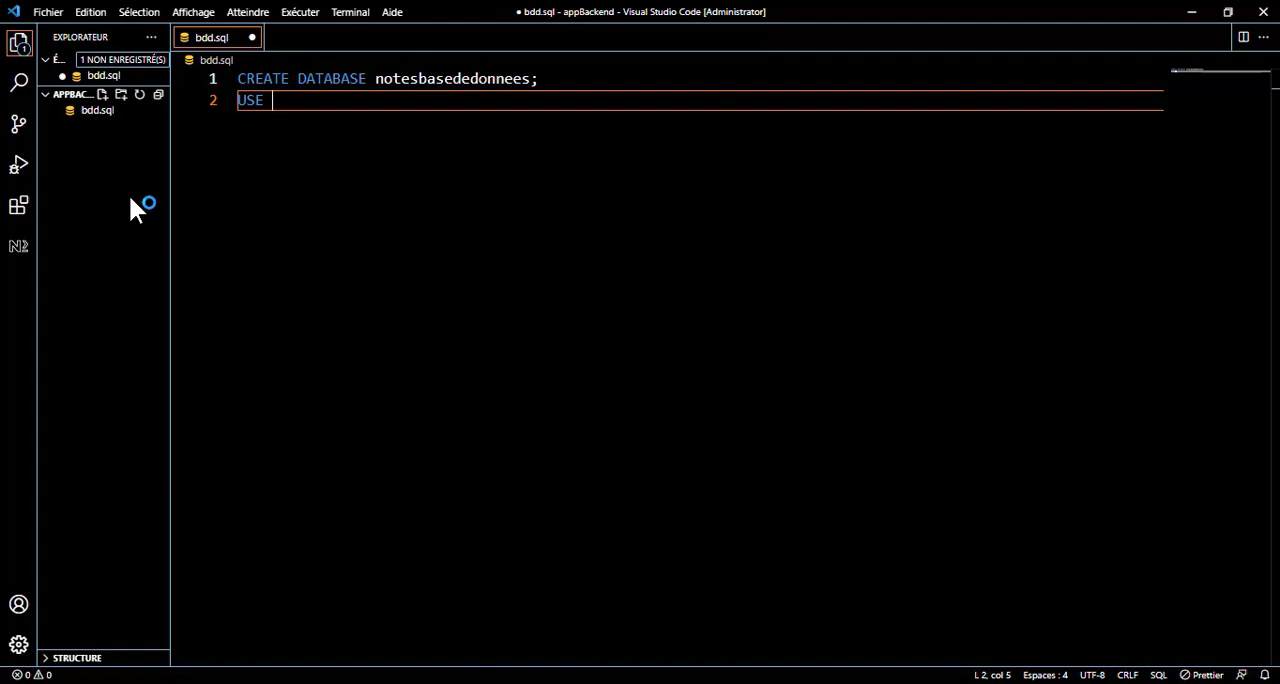 Fichier Edition Sélection Affichage Atteindre Exécuter Terminal Aide
● bdd.sql - appBackend - Visual Studio Code [Administrator]
EXPLORATEUR ···
bdd.sql ●
É... 1 NON ENREGISTRÉ(S)
bdd.sql
● bdd.sql
1 CREATE DATABASE notesbasededonnees;
APPBAC...
2 USE
bdd.sql
1
N2
STRUCTURE
0 0
L 2, col 5 Espaces : 4 UTF-8 CRLF SQL Prettier